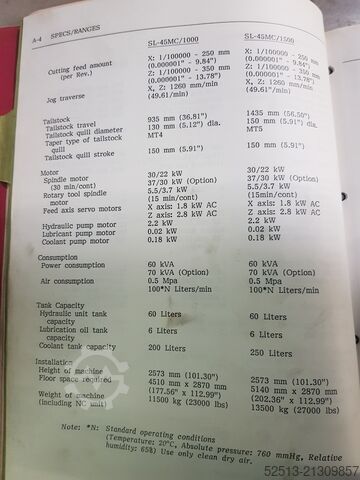 A-4 SPECS/RANGES
SL-45MC/1000 SL-45MC/1500
Cutting feed amount X: 1/100000 - 250 mm X: 1/100000 - 250 mm
(per Rev.) (0.000001" - 9.84") (0.000001" - 9.84")
Z: 1/100000 - 350 mm Z: 1/100000 - 350 mm
(0.000001" - 13.78") (0.000001" - 13.78")
Jog traverse X, Z: 1260 mm/min X, Z: 1260 mm/min
(49.61/min) (49.61/min)
Tailstock
Tailstock travel 935 mm (36.81") 1435 mm (56.50")
Tailstock quill diameter 130 mm (5.12") dia. 150 mm (5.91") dia.
Taper type of tailstock MT4 MT5
quill
Tailstock quill stroke 150 mm (5.91") 150 mm (5.91")
Motor
Spindle motor 30/22 kW 30/22 kW
(30 min/cont) 37/30 kW (Option) 37/30 kW (Option)
Rotary tool spindle 5.5/3.7 kW 5.5/3.7 kW
motor (15 min/cont) (15 min/cont)
Feed axis servo motors X axis: 1.8 kW AC X axis: 1.8 kW AC
Z axis: 2.8 kW AC Z axis: 2.8 kW AC
Hydraulic pump motor 2.2 kW 2.2 kW
Lubricant pump motor 0.02 kW 0.02 kW
Coolant pump motor 0.18 kW 0.18 kW
Consumption
Power consumption 60 kVA 60 kVA
70 kVA (Option) 70 kVA (Option)
Air consumption 0.5 Mpa 0.5 Mpa
100*N Liters/min 100*N Liters/min
Tank Capacity
Hydraulic unit tank 60 Liters 60 Liters
capacity
Lubrication oil tank 6 Liters 6 Liters
capacity
Coolant tank capacity 200 Liters 250 Liters
Installation
Height of machine 2573 mm (101.30") 2573 mm (101.30")
Floor space required 4510 mm x 2870 mm 5140 mm x 2870 mm
(177.56" x 112.99") (202.36" x 112.99")
Weight of machine 11500 kg (23000 lbs) 13500 kg (27000 lbs)
(including NC unit)
Note: *N: Standard operating conditions
(Temperature: 20°C, Absolute pressure: 760 mmHg, Relative
humidity: 65%) Use only clean dry air.
52513-21309857